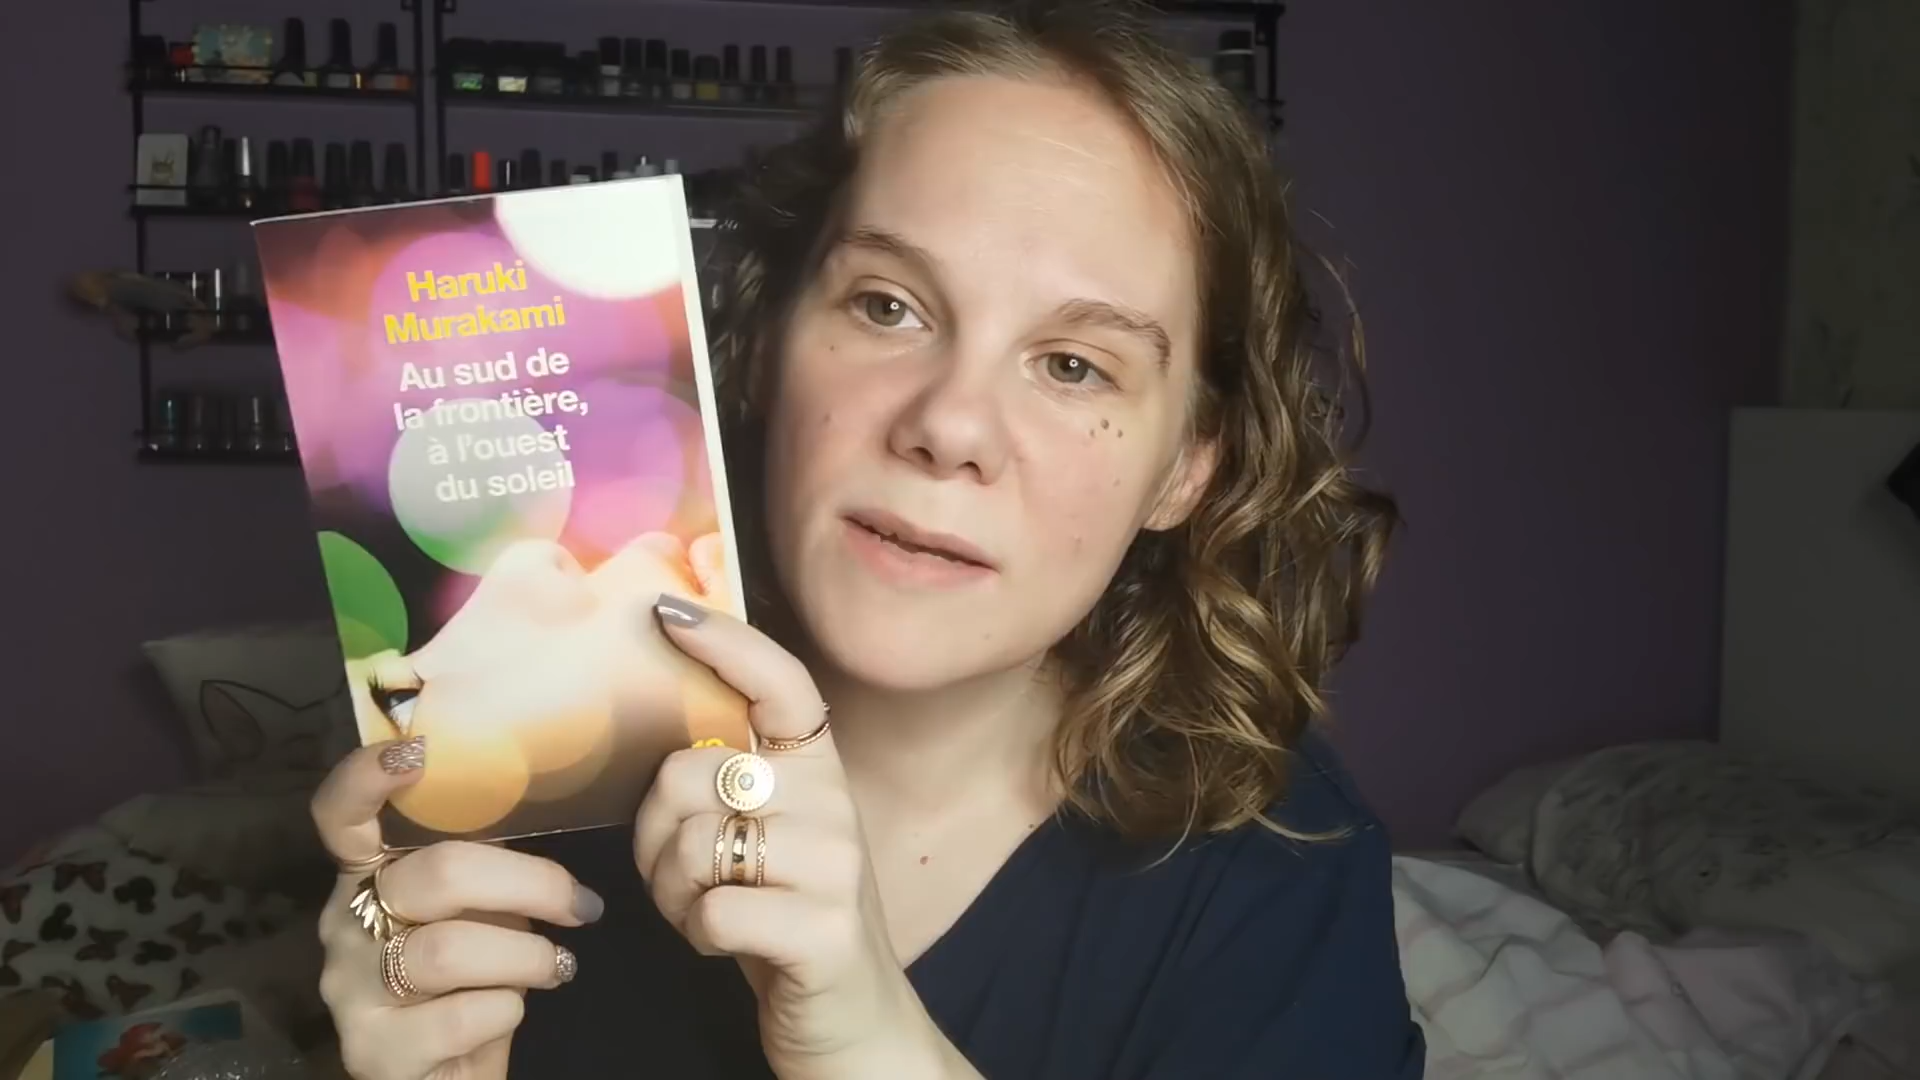 Haruki
Murakami
Au sud de
la frontière,
à l'ouest
du soleil